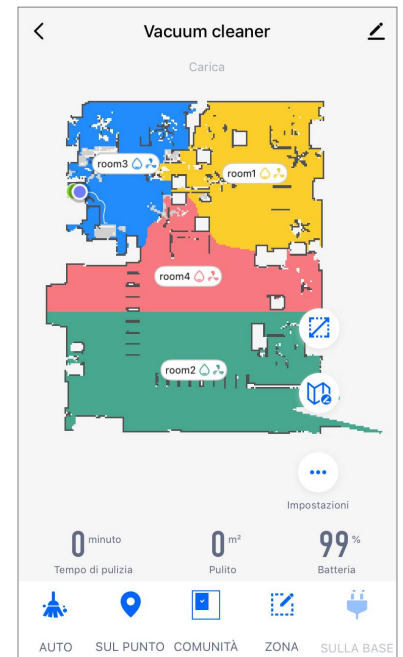 Vacuum cleaner
Carica
room3
room1
room4
room2
Impostazioni
0 minuto
0 m²
99 %
Tempo di pulizia
Pulito
Batteria
AUTO
SUL PUNTO
COMUNITÀ
ZONA
SULLA BASE